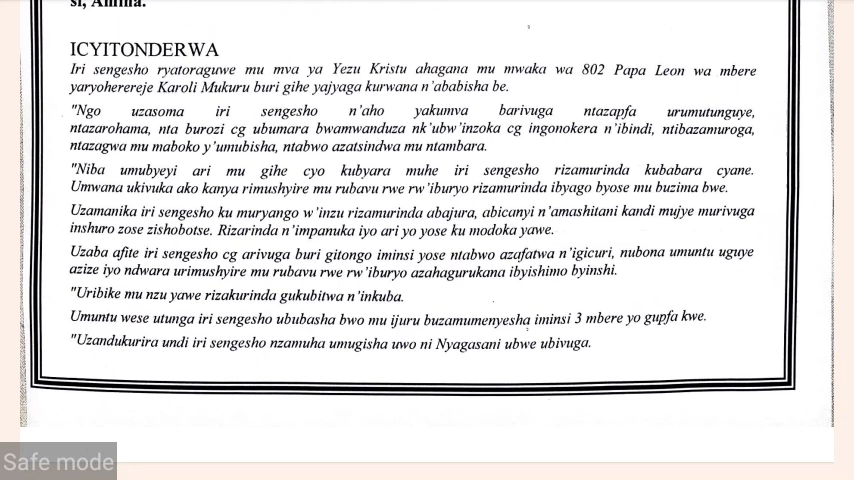 si, Amina.
ICYITONDERWA
Iri sengesho ryatoraguwe mu mva ya Yezu Kristu ahagana mu mwaka wa 802 Papa Leon wa mbere
yaryoherereje Karoli Mukuru buri gihe yajyaga kurwana n'ababisha be.
"Ngo uzasoma iri sengesho n'aho yakumva barivuga ntazapfa urumutunguye,
ntazarohama, nta burozi cg ubumara bwamwanduza nk'ubw'inzoka cg ingonokera n'ibindi, ntibazamuroga,
ntazagwa mu maboko y'umubisha, ntabwo azatsindwa mu ntambara.
"Niba umubyeyi ari mu gihe cyo kubyara muhe iri sengesho rizamurinda kubabara cyane.
Umwana ukivuka ako kanya rimushyire mu rubavu rwe rw'iburyo rizamurinda ibyago byose mu buzima bwe.
Uzamanika iri sengesho ku muryango w'inzu rizamurinda abajura, abicanyi n'amashitani kandi mujye murivuga
inshuro zose zishobotse. Rizarinda n'impanuka iyo ari yo yose ku modoka yawe.
Uzaba afite iri sengesho cg arivuga buri gitongo iminsi yose ntabwo azafatwa n'igicuri, nubona umuntu uguye
azize iyo ndwara urimushyire mu rubavu rwe rw'iburyo azahagurukana ibyishimo byinshi.
"Uribike mu nzu yawe rizakurinda gukubitwa n'inkuba.
Umuntu wese utunga iri sengesho ububasha bwo mu ijuru buzamumenyesha iminsi 3 mbere yo gupfa kwe.
"Uzandukurira undi iri sengesho nzamuha umugisha uwo ni Nyagasani ubwe ubivuga.
Safe mode